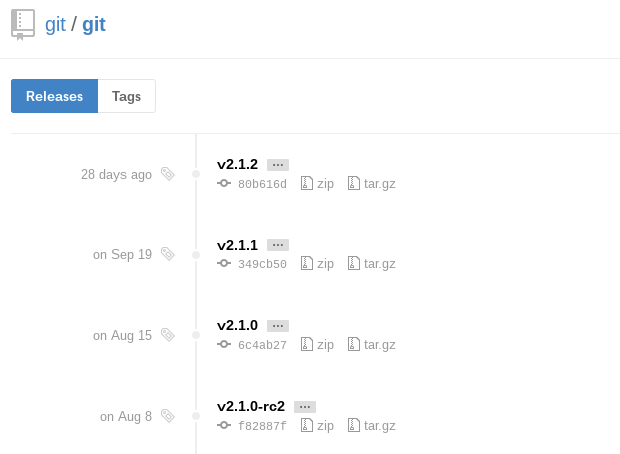 git / git
Releases Tags
28 days ago v2.1.2 ...
80b616d zip tar.gz
on Sep 19 v2.1.1 ...
349cb50 zip tar.gz
on Aug 15 v2.1.0 ...
6c4ab27 zip tar.gz
on Aug 8 v2.1.0-rc2 ...
f82887f zip tar.gz